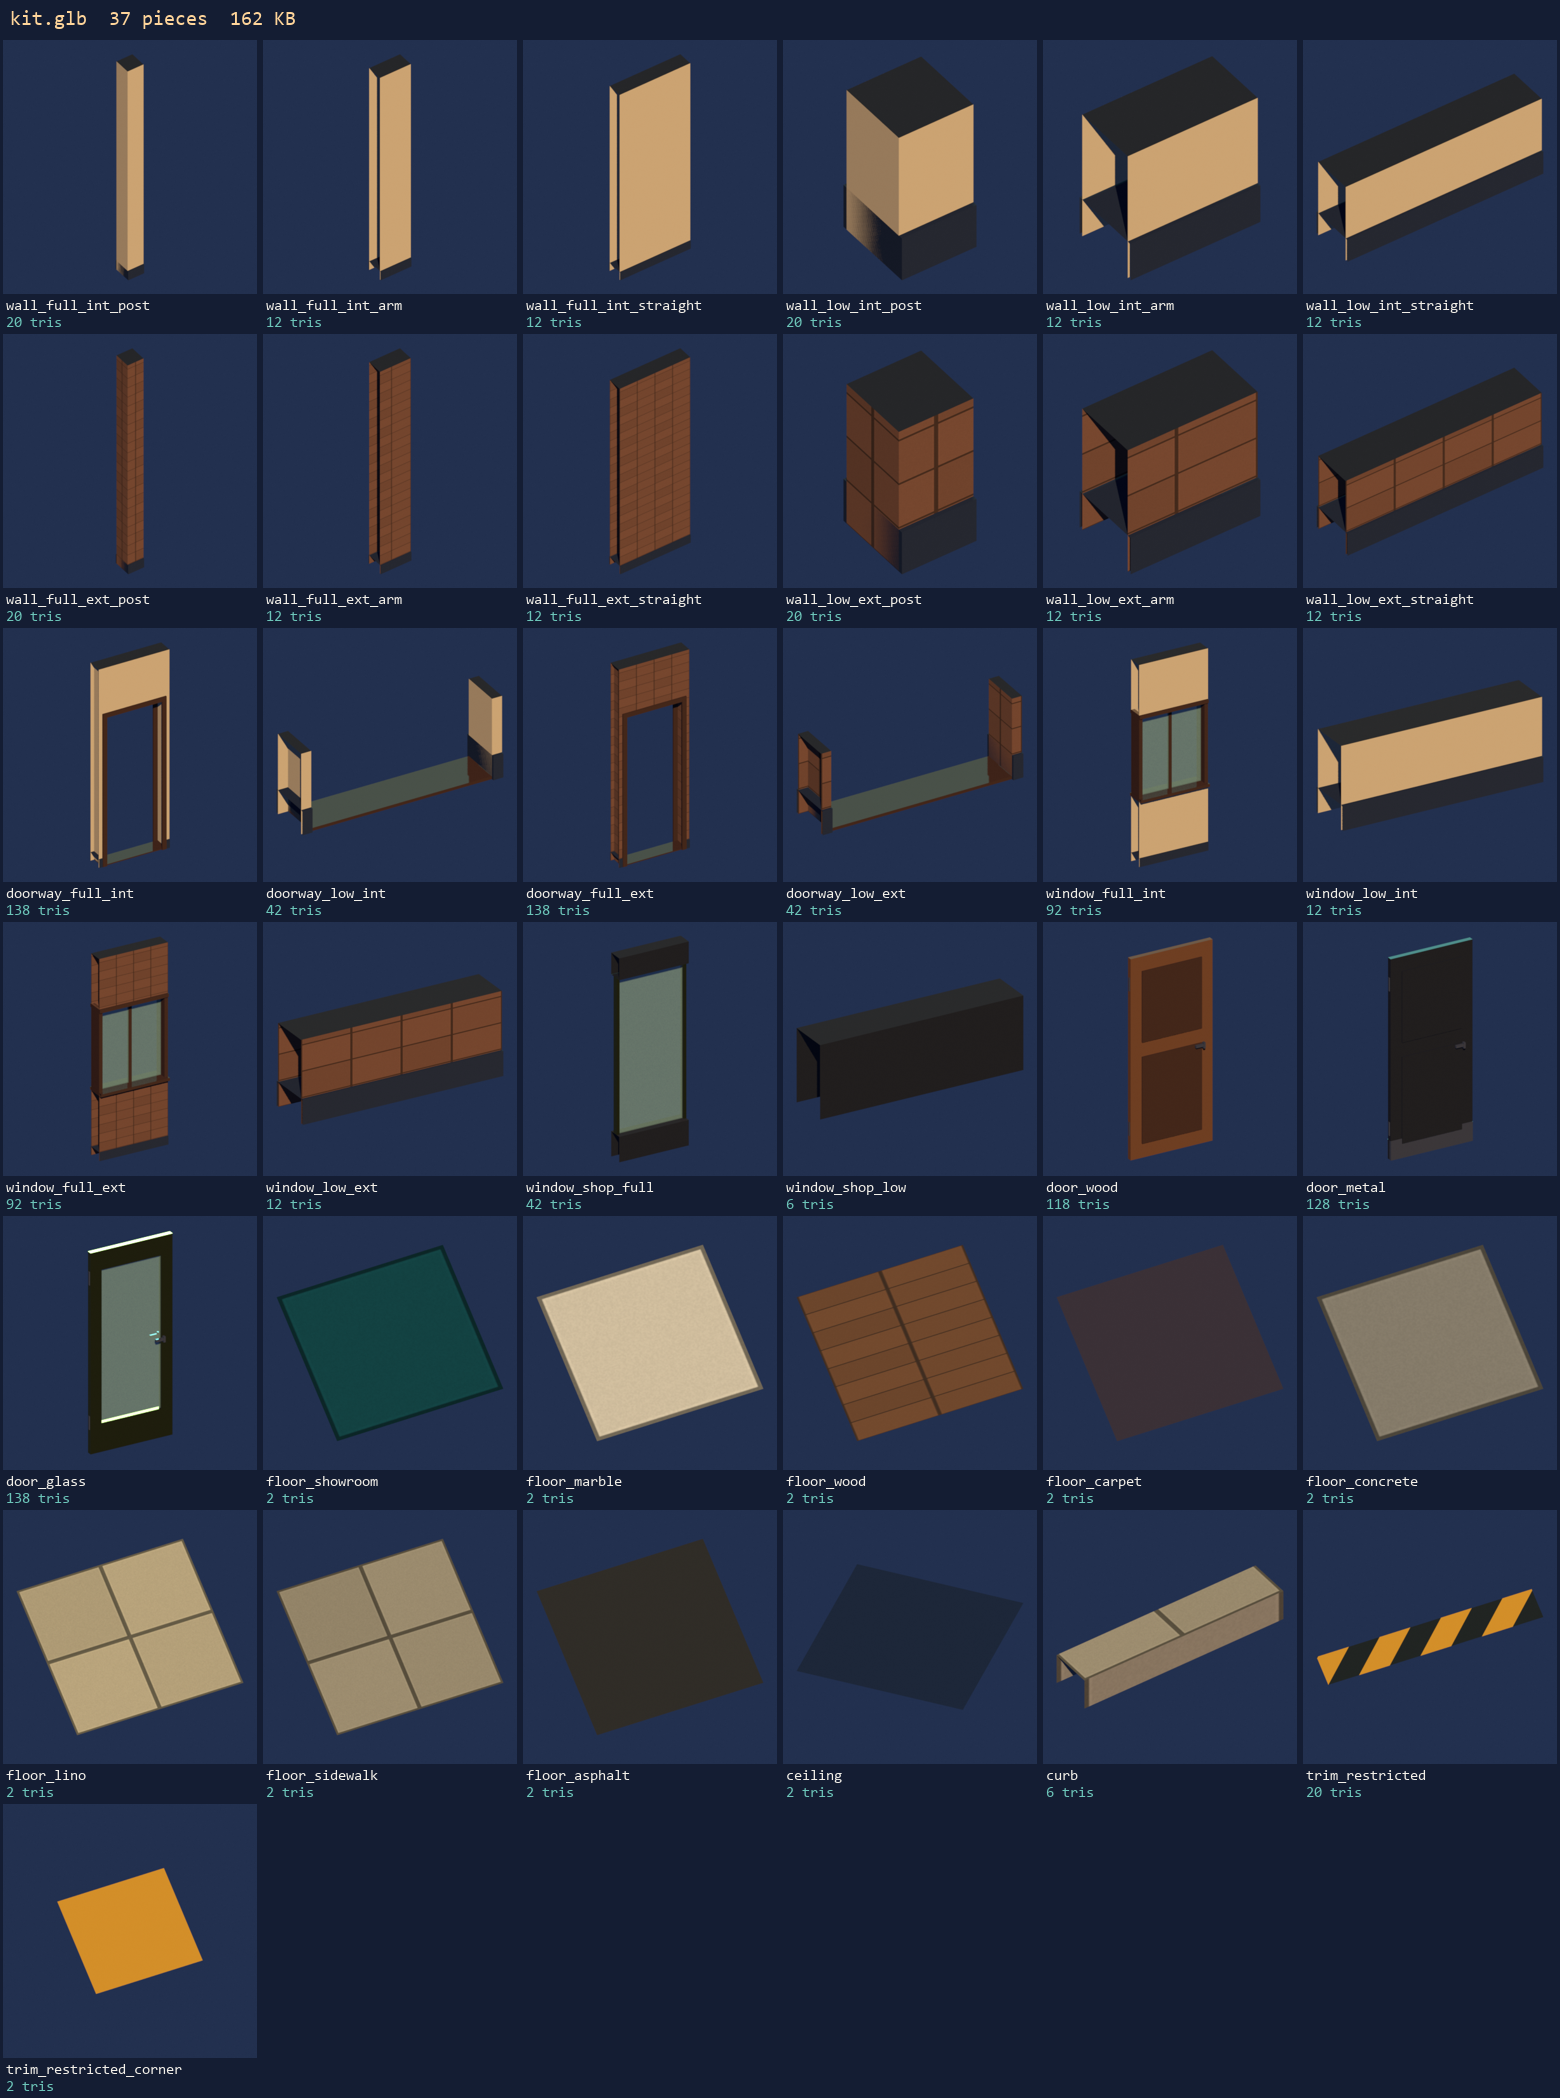 kit.glb  37 pieces  162 KB
wall_full_int_post
20 tris
wall_full_int_arm
12 tris
wall_full_int_straight
12 tris
wall_low_int_post
20 tris
wall_low_int_arm
12 tris
wall_low_int_straight
12 tris
wall_full_ext_post
20 tris
wall_full_ext_arm
12 tris
wall_full_ext_straight
12 tris
wall_low_ext_post
20 tris
wall_low_ext_arm
12 tris
wall_low_ext_straight
12 tris
doorway_full_int
138 tris
doorway_low_int
42 tris
doorway_full_ext
138 tris
doorway_low_ext
42 tris
window_full_int
92 tris
window_low_int
12 tris
window_full_ext
92 tris
window_low_ext
12 tris
window_shop_full
42 tris
window_shop_low
6 tris
door_wood
118 tris
door_metal
128 tris
door_glass
138 tris
floor_showroom
2 tris
floor_marble
2 tris
floor_wood
2 tris
floor_carpet
2 tris
floor_concrete
2 tris
floor_lino
2 tris
floor_sidewalk
2 tris
floor_asphalt
2 tris
ceiling
2 tris
curb
6 tris
trim_restricted
20 tris
trim_restricted_corner
2 tris